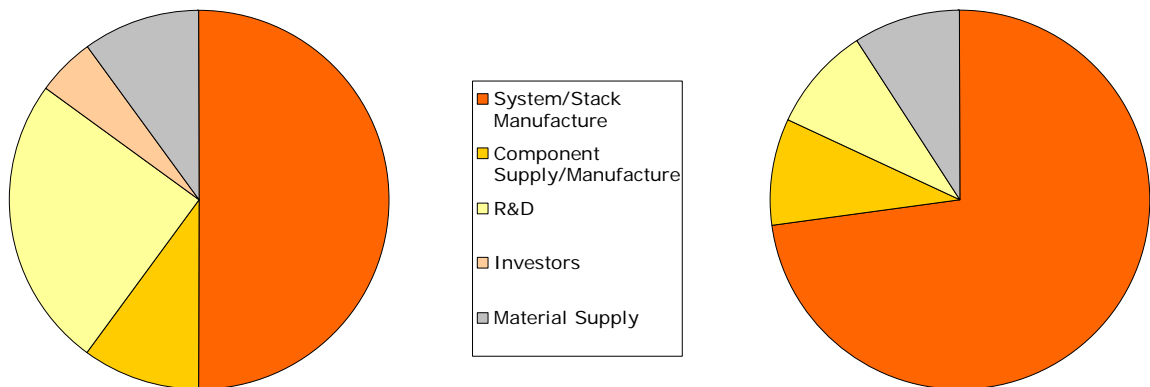 System/Stack
Manufacture
Component
Supply/Manufacture
R&D
Investors
Material Supply